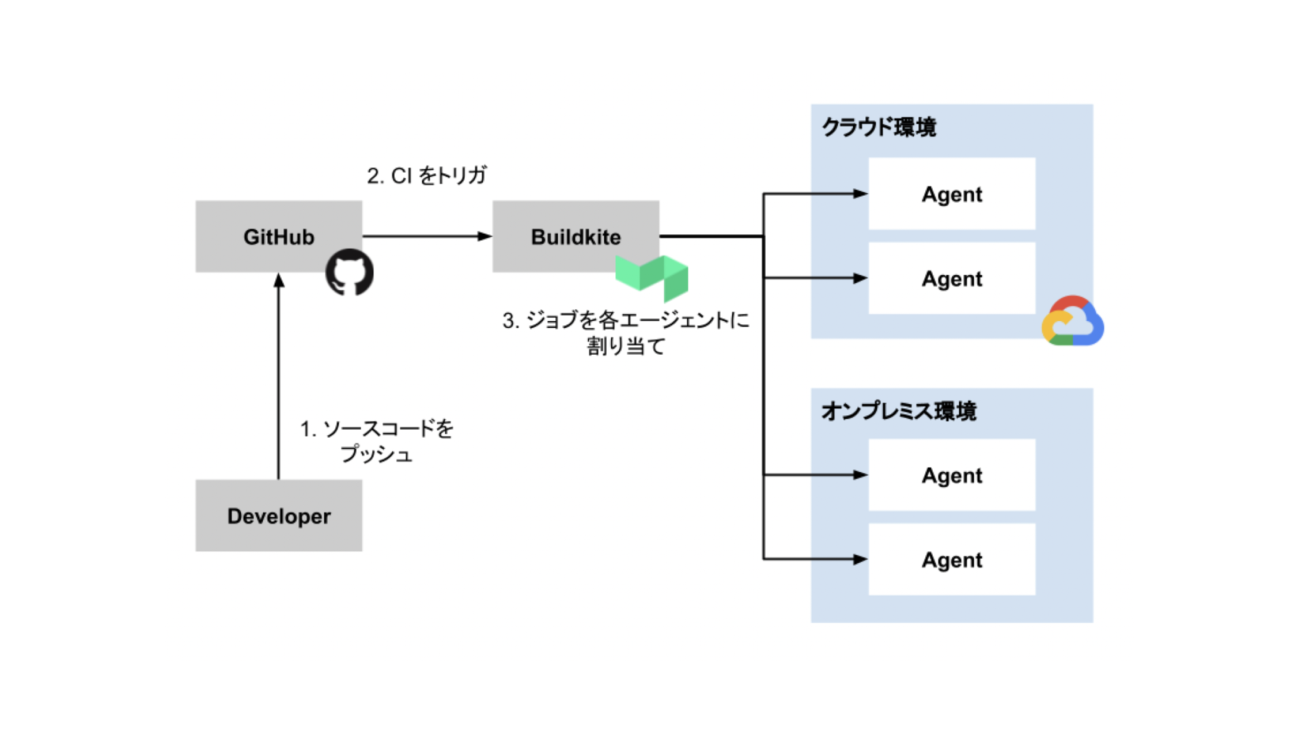 クラウド環境
2. CI をトリガ
Agent
GitHub
Buildkite
Agent
3. ジョブを各エージェントに
割り当て
オンプレミス環境
1. ソースコードを
プッシュ
Agent
Developer
Agent